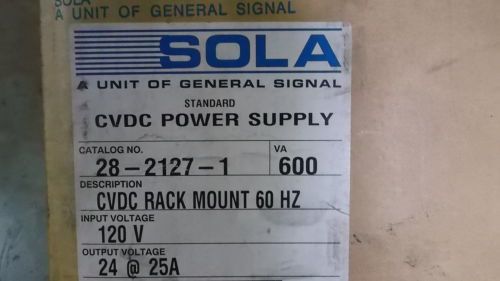 SOLA
A UNIT OF GENERAL SIGNAL
SOLA
A UNIT OF GENERAL SIGNAL
STANDARD
CVDC POWER SUPPLY
CATALOG NO.
28-2127-1
VA
600
DESCRIPTION
CVDC RACK MOUNT 60 HZ
INPUT VOLTAGE
120 V
OUTPUT VOLTAGE
24 @ 25A